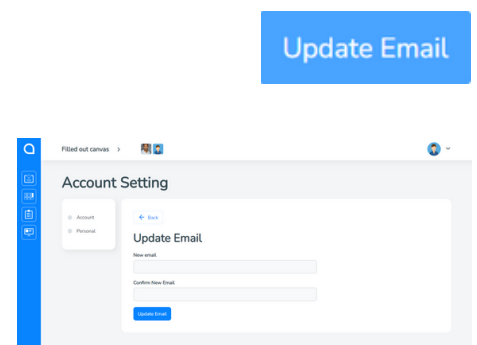 Update Email
Filled out canvas
Account Setting
Account
Personal
Back
Update Email
New email
Confirm New Email
Update Email